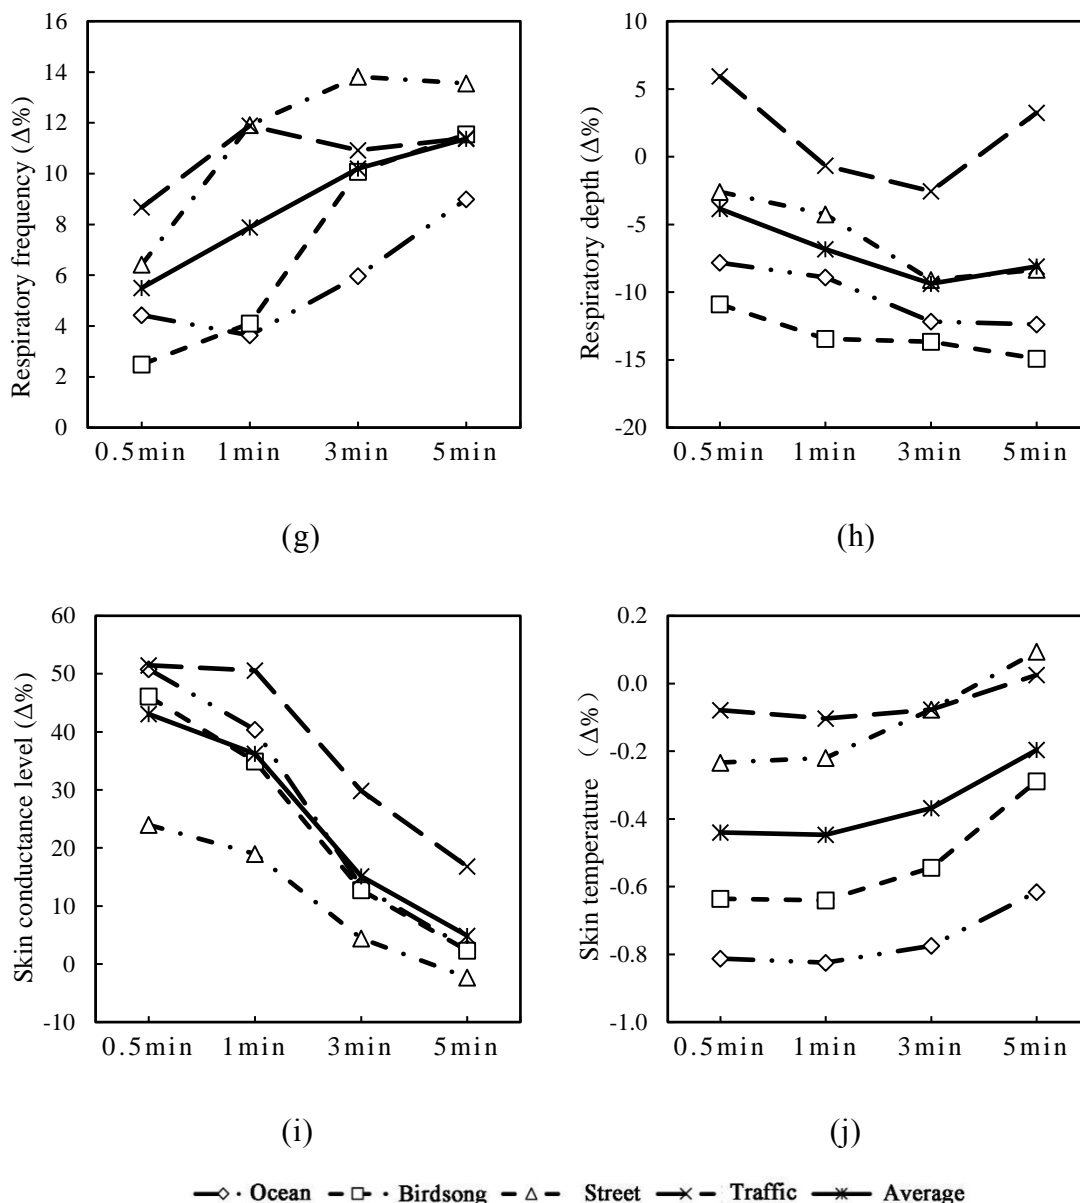 Respiratory frequency (Δ%)
16
14
12
10
8
6
4
2
0
0.5min 1min 3min 5min
(g)
Respiratory depth (Δ%)
10
5
0
-5
-10
-15
-20
0.5min 1min 3min 5min
(h)
Skin conductance level (Δ%)
60
50
40
30
20
10
0
-10
0.5min 1min 3min 5min
(i)
Skin temperature (Δ%)
0.2
0.0
-0.2
-0.4
-0.6
-0.8
-1.0
0.5min 1min 3min 5min
(j)
Ocean Birdsong Street Traffic Average